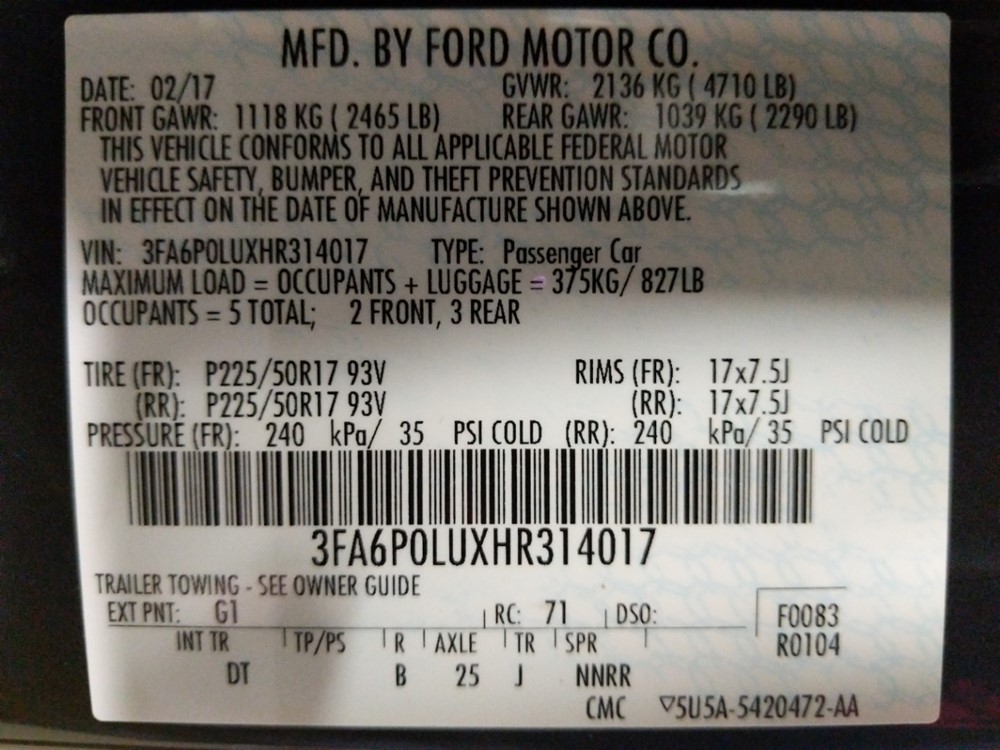 MFD. BY FORD MOTOR CO.
DATE: 02/17 GVWR: 2136 KG ( 4710 LB)
FRONT GAWR: 1118 KG ( 2465 LB) REAR GAWR: 1039 KG ( 2290 LB)
THIS VEHICLE CONFORMS TO ALL APPLICABLE FEDERAL MOTOR
VEHICLE SAFETY, BUMPER, AND THEFT PREVENTION STANDARDS
IN EFFECT ON THE DATE OF MANUFACTURE SHOWN ABOVE.
VIN: 3FA6P0LUXHR314017 TYPE: Passenger Car
MAXIMUM LOAD = OCCUPANTS + LUGGAGE = 375KG/ 827LB
OCCUPANTS = 5 TOTAL; 2 FRONT, 3 REAR
TIRE (FR): P225/50R17 93V RIMS (FR): 17x7.5J
(RR): P225/50R17 93V (RR): 17x7.5J
PRESSURE (FR): 240 kPa/ 35 PSI COLD (RR): 240 kPa/ 35 PSI COLD
3FA6P0LUXHR314017
TRAILER TOWING - SEE OWNER GUIDE
EXT PNT: G1 RC: 71 DSO: F0083
INT TR TP/PS R AXLE TR SPR R0104
DT B 25 J NNRR
CMC ▽5U5A-5420472-AA